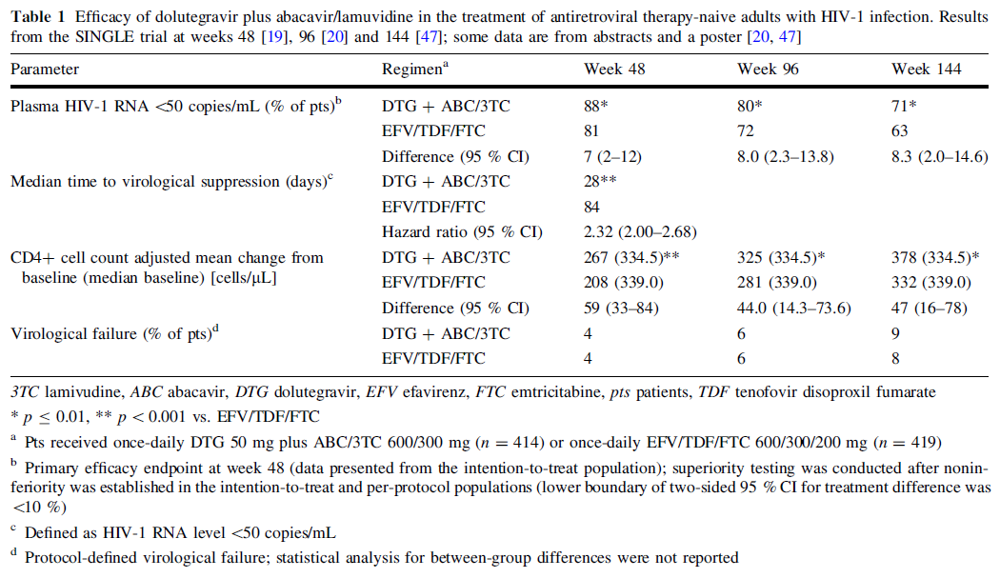 Table 1 Efficacy of dolutegravir plus abacavir/lamuvidine in the treatment of antiretroviral therapy-naive adults with HIV-1 infection. Results
from the SINGLE trial at weeks 48 [19], 96 [20] and 144 [47]; some data are from abstracts and a poster [20, 47]
Parameter Regimenᵃ Week 48 Week 96 Week 144
Plasma HIV-1 RNA <50 copies/mL (% of pts)ᵇ DTG + ABC/3TC 88* 80* 71*
EFV/TDF/FTC 81 72 63
Difference (95 % CI) 7 (2–12) 8.0 (2.3–13.8) 8.3 (2.0–14.6)
Median time to virological suppression (days)ᶜ DTG + ABC/3TC 28**
EFV/TDF/FTC 84
Hazard ratio (95 % CI) 2.32 (2.00–2.68)
CD4+ cell count adjusted mean change from DTG + ABC/3TC 267 (334.5)** 325 (334.5)* 378 (334.5)*
baseline (median baseline) [cells/μL] EFV/TDF/FTC 208 (339.0) 281 (339.0) 332 (339.0)
Difference (95 % CI) 59 (33–84) 44.0 (14.3–73.6) 47 (16–78)
Virological failure (% of pts)ᵈ DTG + ABC/3TC 4 6 9
EFV/TDF/FTC 4 6 8
3TC lamivudine, ABC abacavir, DTG dolutegravir, EFV efavirenz, FTC emtricitabine, pts patients, TDF tenofovir disoproxil fumarate
* p ≤ 0.01, ** p < 0.001 vs. EFV/TDF/FTC
ᵃ Pts received once-daily DTG 50 mg plus ABC/3TC 600/300 mg (n = 414) or once-daily EFV/TDF/FTC 600/300/200 mg (n = 419)
ᵇ Primary efficacy endpoint at week 48 (data presented from the intention-to-treat population); superiority testing was conducted after nonin-
feriority was established in the intention-to-treat and per-protocol populations (lower boundary of two-sided 95 % CI for treatment difference was
<10 %)
ᶜ Defined as HIV-1 RNA level <50 copies/mL
ᵈ Protocol-defined virological failure; statistical analysis for between-group differences were not reported